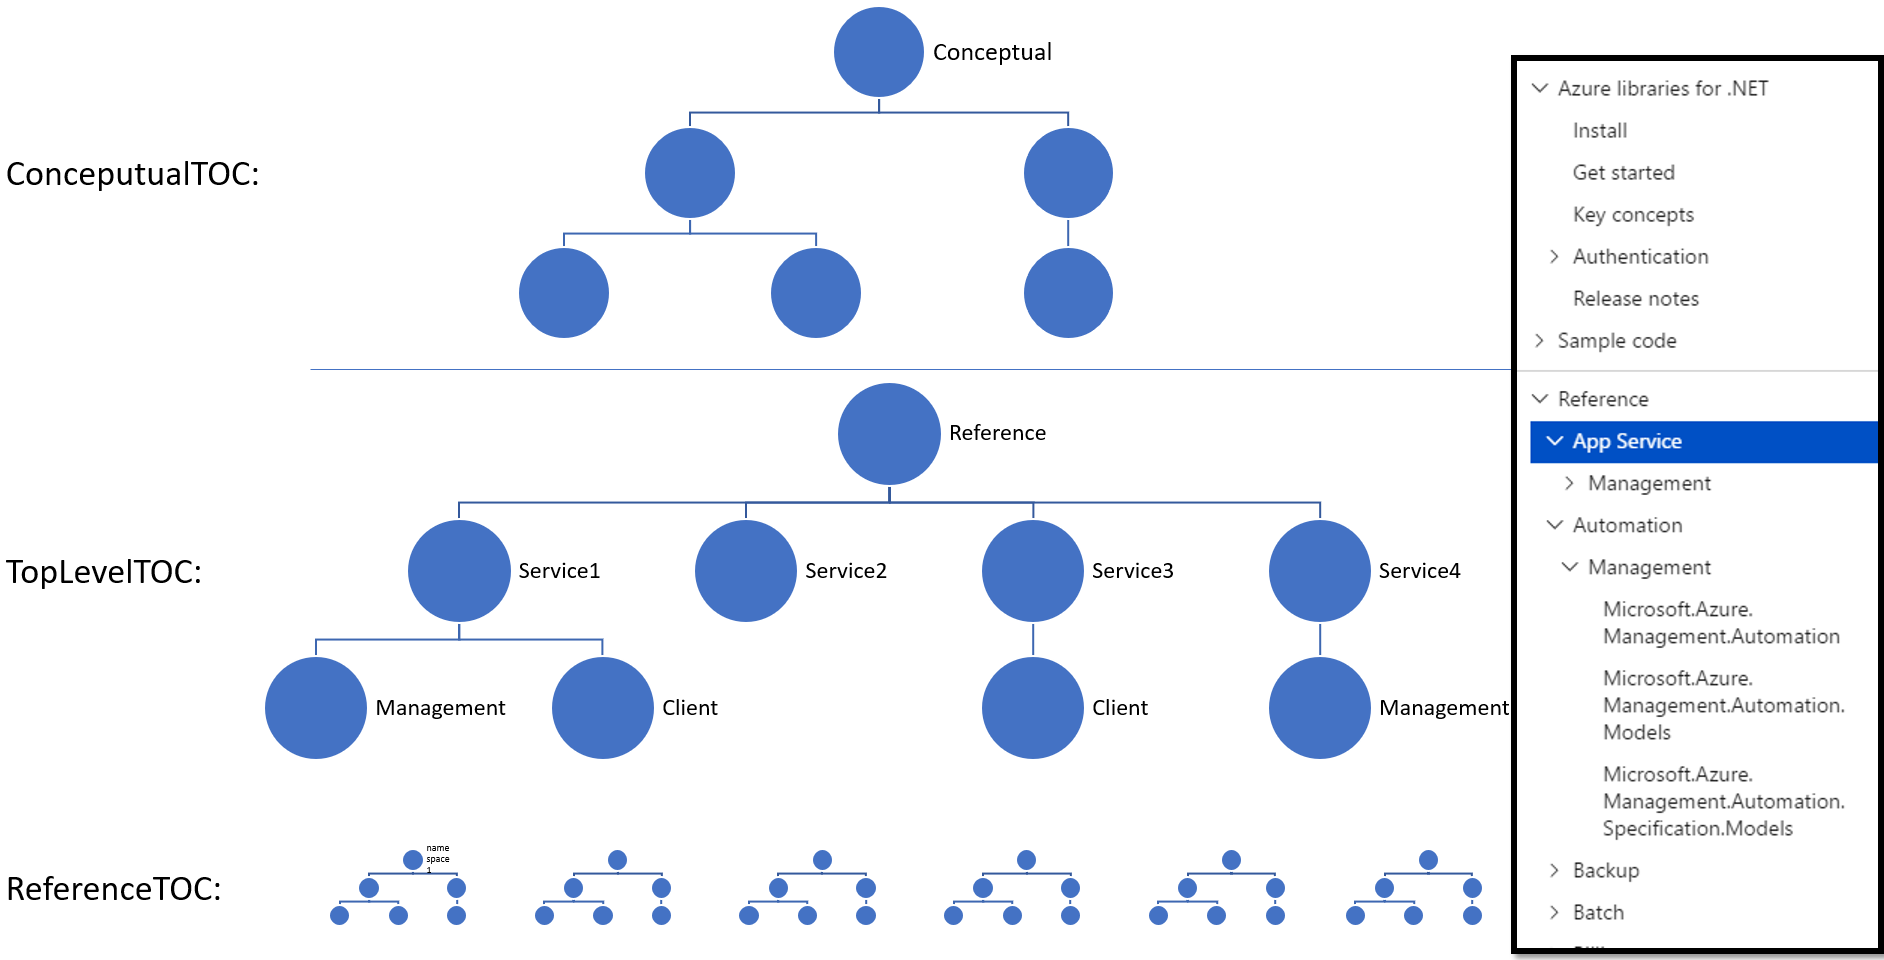 Conceptual
ConceputualTOC:
Reference
TopLevelTOC:
Service1
Service2
Service3
Service4
Management
Client
Client
Management
ReferenceTOC:
name
space
1
Azure libraries for .NET
Install
Get started
Key concepts
Authentication
Release notes
Sample code
Reference
App Service
Management
Automation
Management
Microsoft.Azure.
Management.Automation
Microsoft.Azure.
Management.Automation.
Models
Microsoft.Azure.
Management.Automation.
Specification.Models
Backup
Batch